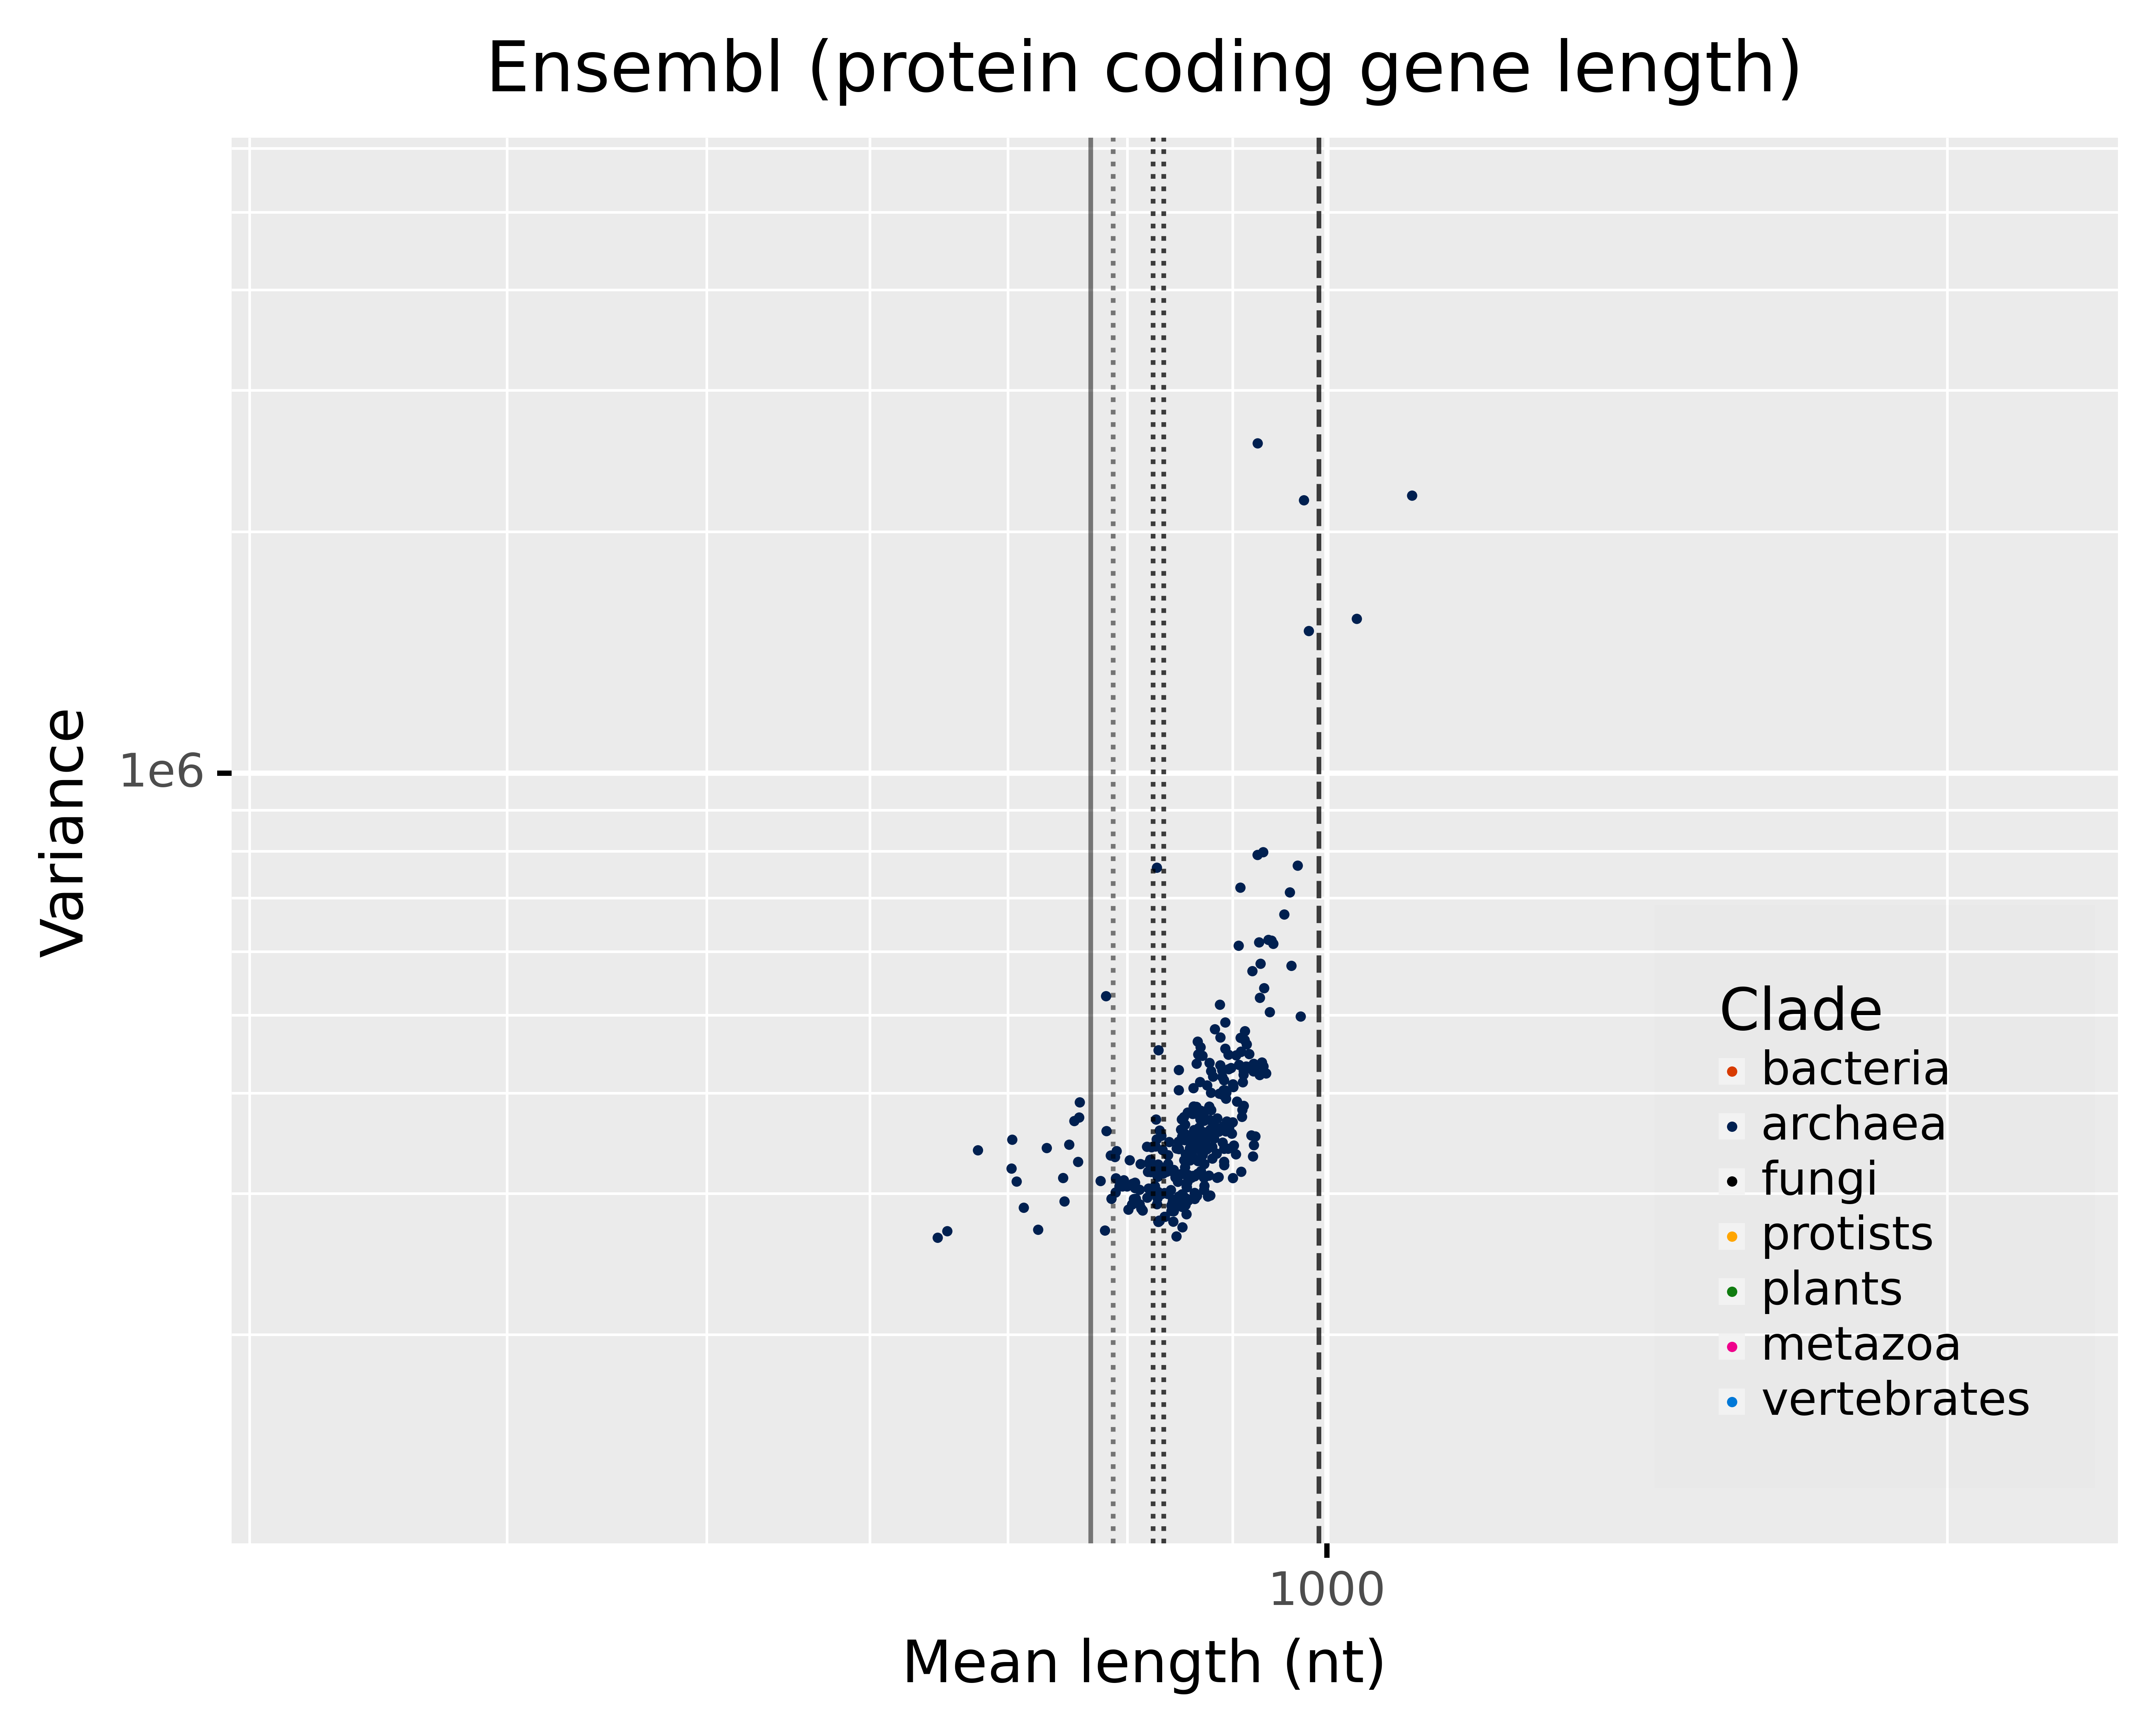 Ensembl (protein coding gene length)
Variance
1e6
Clade
bacteria
archaea
fungi
protists
plants
metazoa
vertebrates
1000
Mean length (nt)